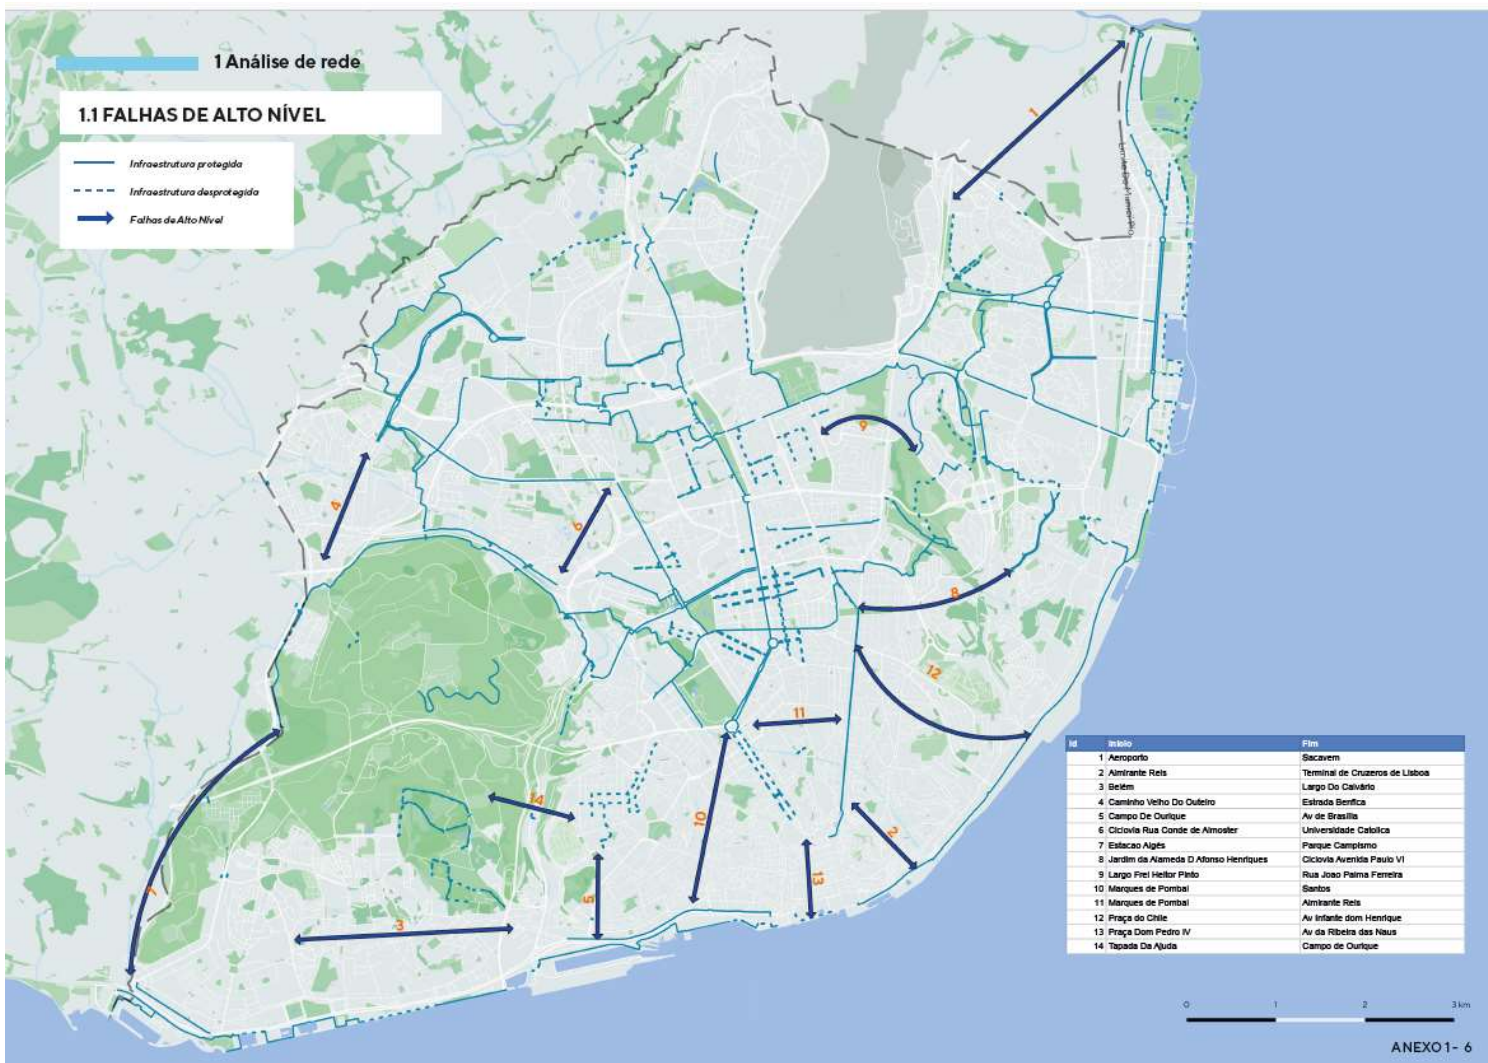 1 Análise de rede
1.1 FALHAS DE ALTO NÍVEL
Infraestrutura protegida
Infraestrutura desprotegida
Falhas de Alto Nível
1
Limite Do Município
9
4
6
8
12
11
14
10
2
7
5
13
3
Id Início Fim
1 Aeroporto Sacavem
2 Almirante Reis Terminal de Cruzeros de Lisboa
3 Belém Largo Do Calvário
4 Caminho Velho Do Outeiro Estrada Benfica
5 Campo De Ourique Av de Brasília
6 Ciclovia Rua Conde de Almoster Universidade Catolica
7 Estacao Algés Parque Campismo
8 Jardim da Alameda D Afonso Henriques Ciclovia Avenida Paulo VI
9 Largo Frei Heitor Pinto Rua Joao Palma Ferreira
10 Marques de Pombal Santos
11 Marques de Pombal Almirante Reis
12 Praça do Chile Av Infante dom Henrique
13 Praça Dom Pedro IV Av da Ribeira das Naus
14 Tapada Da Ajuda Campo de Ourique
0 1 2 3 km
ANEXO 1 - 6